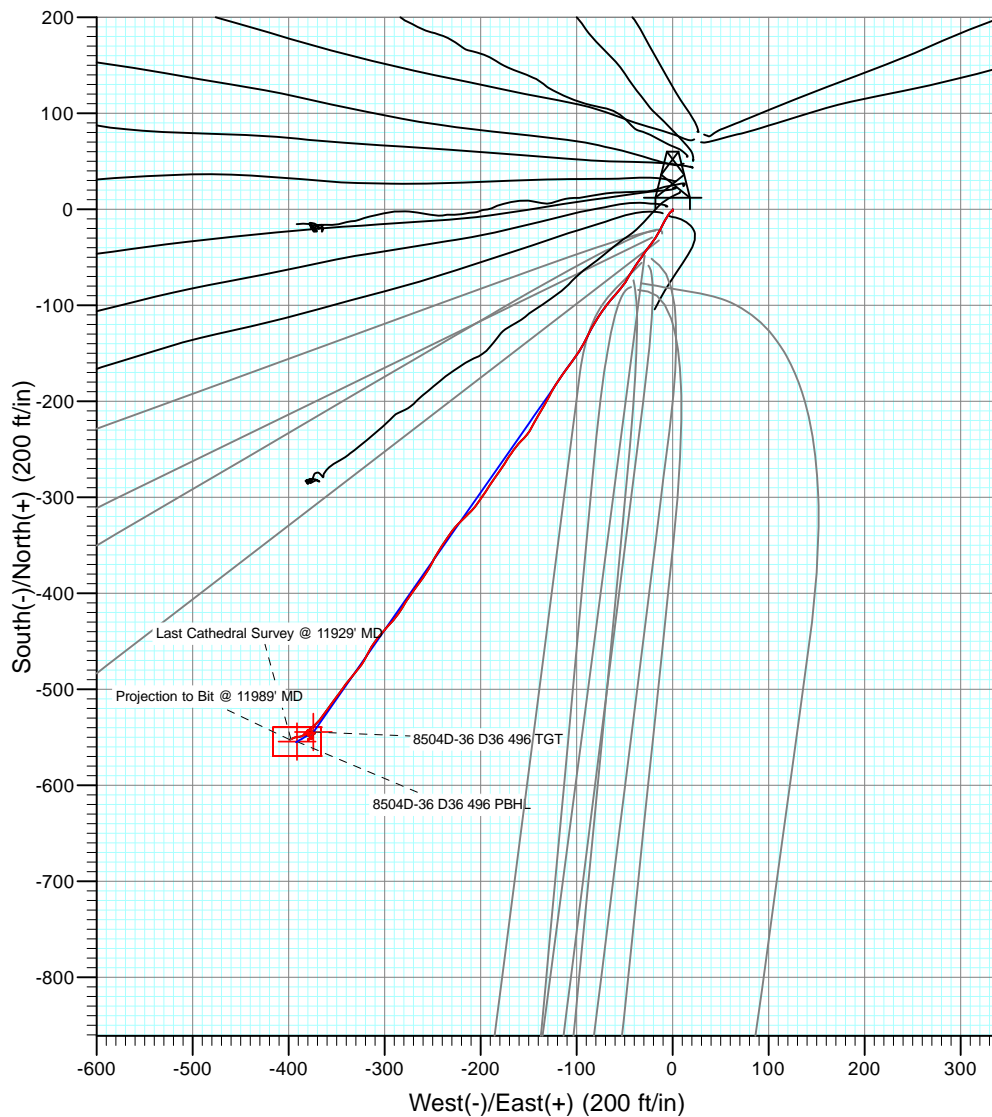 200
100
0
-100
-200
-300
-400
-500
-600
-700
-800
South(-)/North(+) (200 ft/in)
Last Cathedral Survey @ 11929' MD
Projection to Bit @ 11989' MD
8504D-36 D36 496 TGT
8504D-36 D36 496 PBHL
-600 -500 -400 -300 -200 -100 0 100 200 300
West(-)/East(+) (200 ft/in)